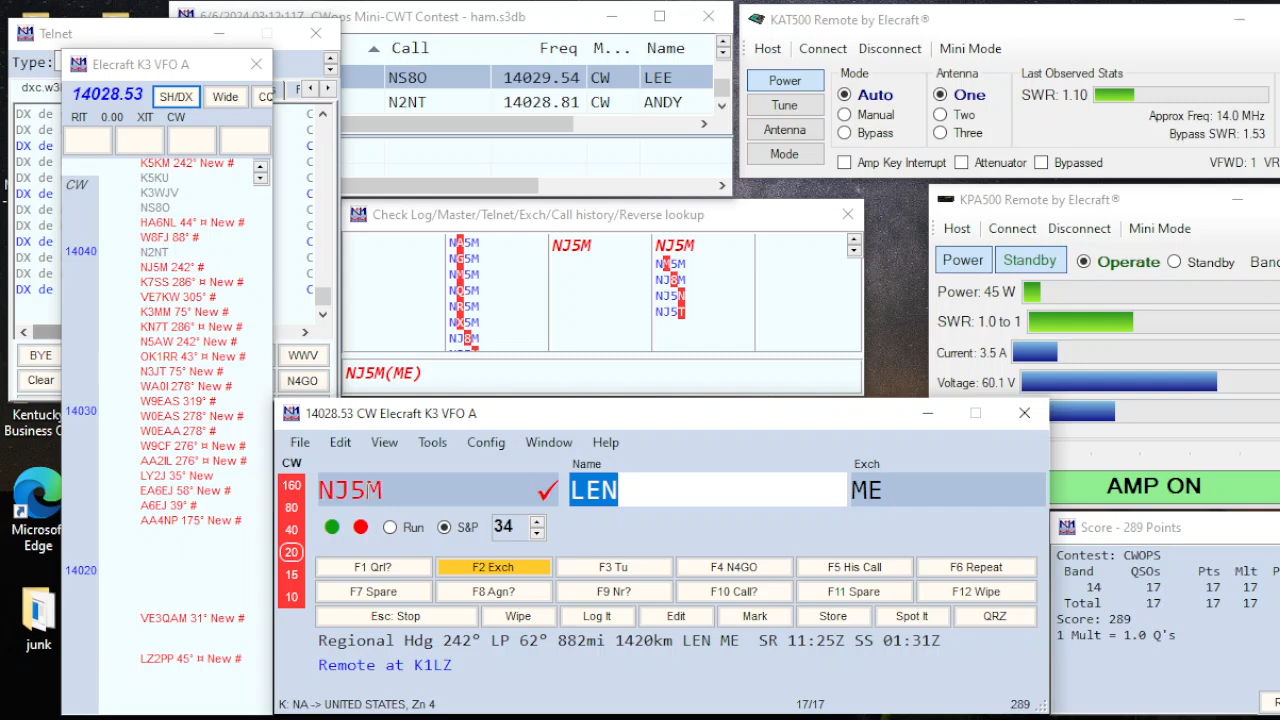 6/6/2024 03:12:11Z CWops Mini-CWT Contest - ham.s3db
Telnet
Type:
Call Freq M... Name
NS8O 14029.54 CW LEE
N2NT 14028.81 CW ANDY
KAT500 Remote by Elecraft®
Host Connect Disconnect Mini Mode
Power
Tune
Antenna
Mode
Mode
Auto
Manual
Bypass
Antenna
One
Two
Three
Last Observed Stats
SWR: 1.10
Approx Freq: 14.0 MHz
Bypass SWR: 1.53
Amp Key Interrupt Attenuator Bypassed VFWD: 1 VR
dxc.w3
DX de
DX de
DX de
DX de
DX de
DX de
DX de
DX de
DX de
DX de
DX de
DX de
BYE WWV
Clear N4GO
Elecraft K3 VFO A
14028.53 SH/DX Wide CQ
RIT 0.00 XIT CW
CW
K5KM 242° New #
K5KU
K3WJV
NS8O
HA6NL 44° ¤ New #
W8FJ 88° #
N2NT
NJ5M 242° #
K7SS 286° ¤ New #
VE7KW 305° #
K3MM 75° New #
KN7T 286° ¤ New #
N5AW 242° #
OK1RR 43° ¤ New #
N3JT 75° New #
WA0I 278° New #
W9EAS 319° #
W0EAS 278° New #
W0EAA 278° New #
W9CF 276° ¤ New #
AA2IL 276° ¤ New #
LY2J 35° New
EA6EJ 58° New #
A6EJ 39° #
AA4NP 175° New #
VE3QAM 31° New #
LZ2PP 45° ¤ New #
14040
14030
14020
Check Log/Master/Telnet/Exch/Call history/Reverse lookup
NA5M
NG5M
NM5M
NO5M
NR5M
NX5M
NJ8M
NJ5M
NJ5M
NM5M
NJ8M
NJ5N
NJ5T
NJ5M(ME)
KPA500 Remote by Elecraft®
Host Connect Disconnect Mini Mode
Power Standby Operate Standby Band
Power: 45 W
SWR: 1.0 to 1
Current: 3.5 A
Voltage: 60.1 V
AMP ON
Kentucky
Business C
Microsoft
Edge
junk
14028.53 CW Elecraft K3 VFO A
File Edit View Tools Config Window Help
CW Name Exch
160
80
40
20
15
10
NJ5M LEN ME
Run S&P 34
F1 Qrl? F2 Exch F3 Tu F4 N4GO F5 His Call F6 Repeat
F7 Spare F8 Agn? F9 Nr? F10 Call? F11 Spare F12 Wipe
Esc: Stop Wipe Log It Edit Mark Store Spot It QRZ
Regional Hdg 242° LP 62° 882mi 1420km LEN ME SR 11:25Z SS 01:31Z
Remote at K1LZ
K: NA -> UNITED STATES, Zn 4 17/17 289
Score - 289 Points
Contest: CWOPS
Band QSOs Pts Mlt
14 17 17 17
Total 17 17 17
Score: 289
1 Mult = 1.0 Q's